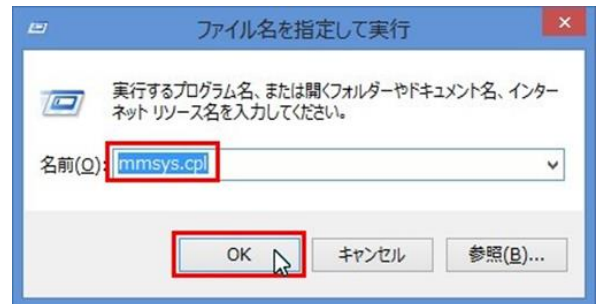 ファイル名を指定して実行
実行するプログラム名、または開くフォルダーやドキュメント名、インター
ネット リソース名を入力してください。
名前(O): mmsys.cpl
OK キャンセル 参照(B)...